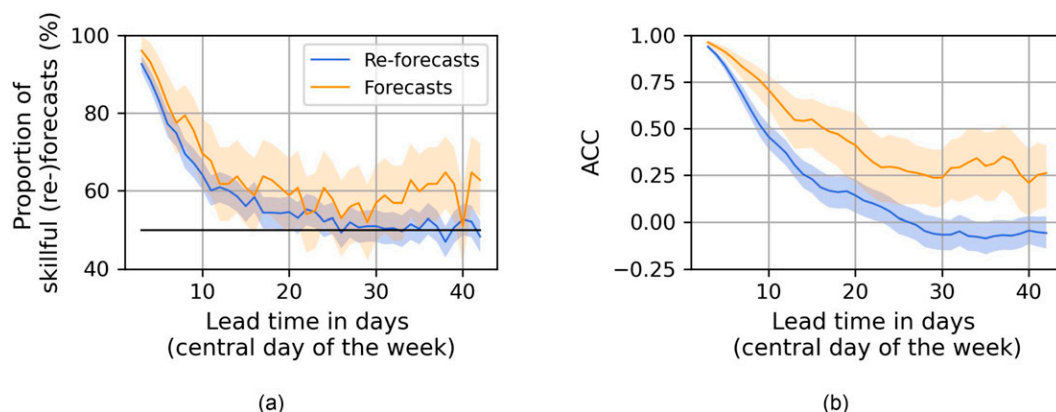 Proportion of
skillful (re-)forecasts (%)
100
80
60
40
Re-forecasts
Forecasts
10
20
30
40
Lead time in days
(central day of the week)
(a)
ACC
1.00
0.75
0.50
0.25
0.00
−0.25
10
20
30
40
Lead time in days
(central day of the week)
(b)